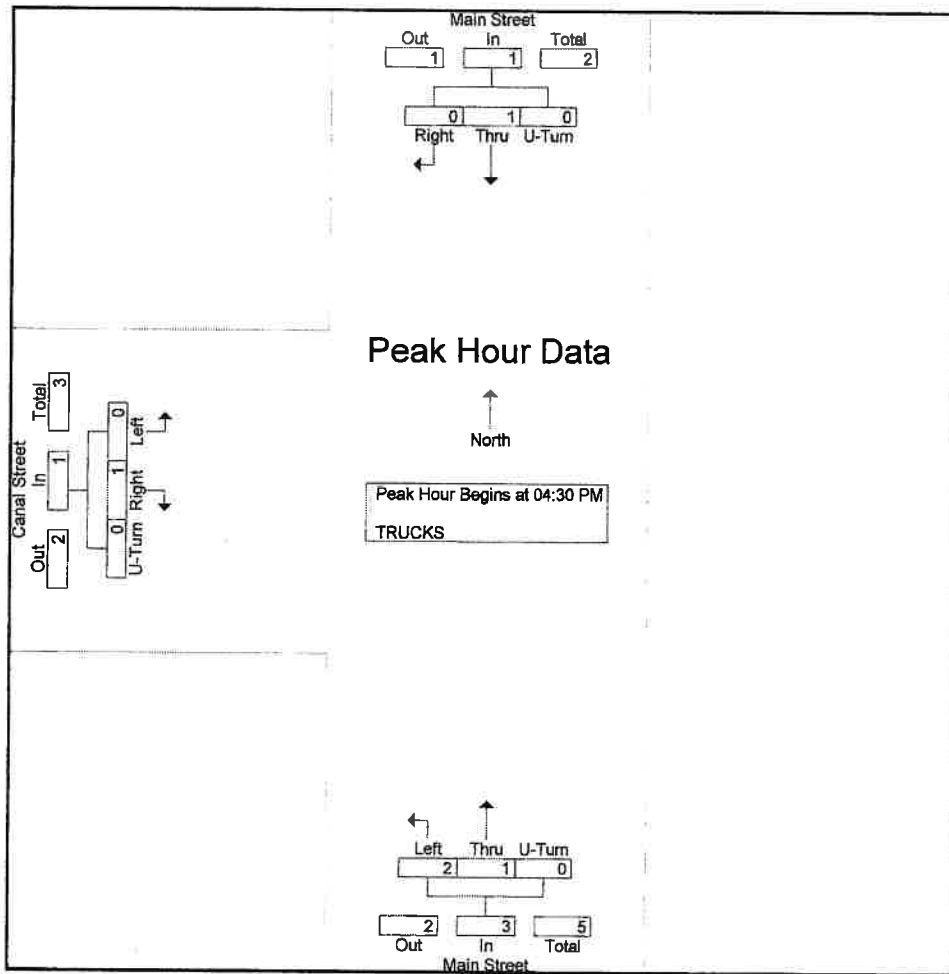 Main Street
Out In Total
1 1 2
0 1 0
Right Thru U-Turn
Peak Hour Data
North
Peak Hour Begins at 04:30 PM
TRUCKS
Canal Street
Out In Total
2 1 3
0 1 0
U-Turn Right Left
Left Thru U-Turn
2 1 0
2 3 5
Out In Total
Main Street